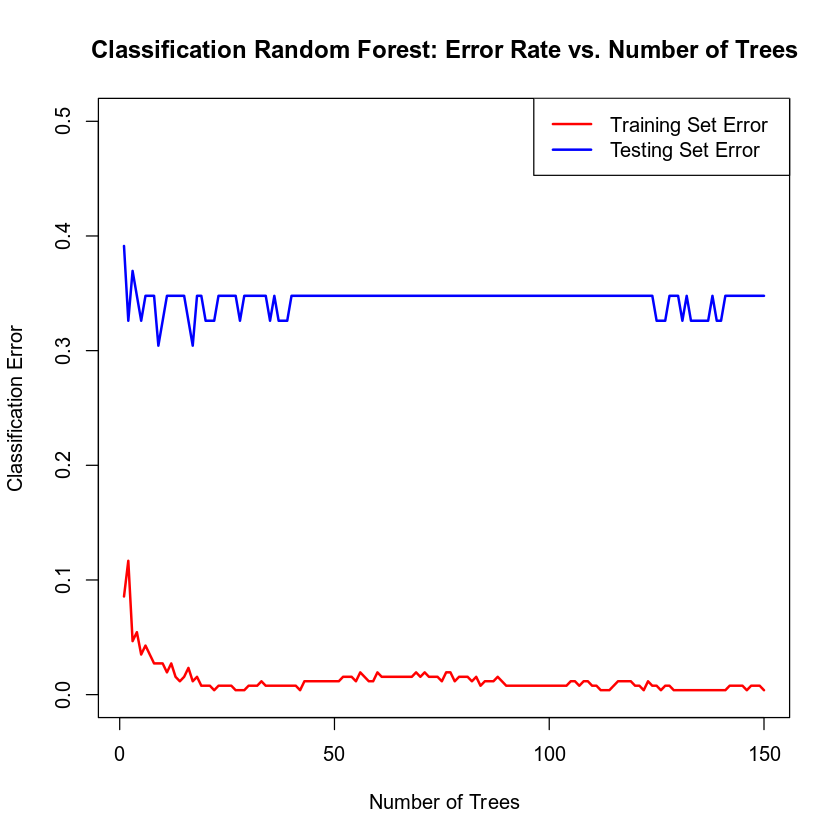 Classification Random Forest: Error Rate vs. Number of Trees
Training Set Error
Testing Set Error
Classification Error
0.5
0.4
0.3
0.2
0.1
0.0
0
50
100
150
Number of Trees